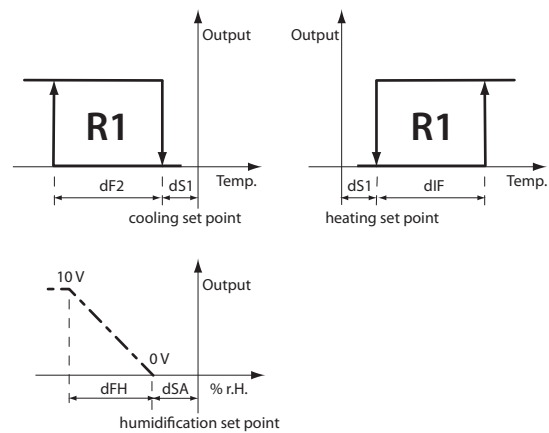 Output
R1
dF2
dS1
Temp.
cooling set point
Output
R1
dS1
dIF
Temp.
heating set point
10 V
Output
0 V
dFH
dSA
% r.H.
humidification set point